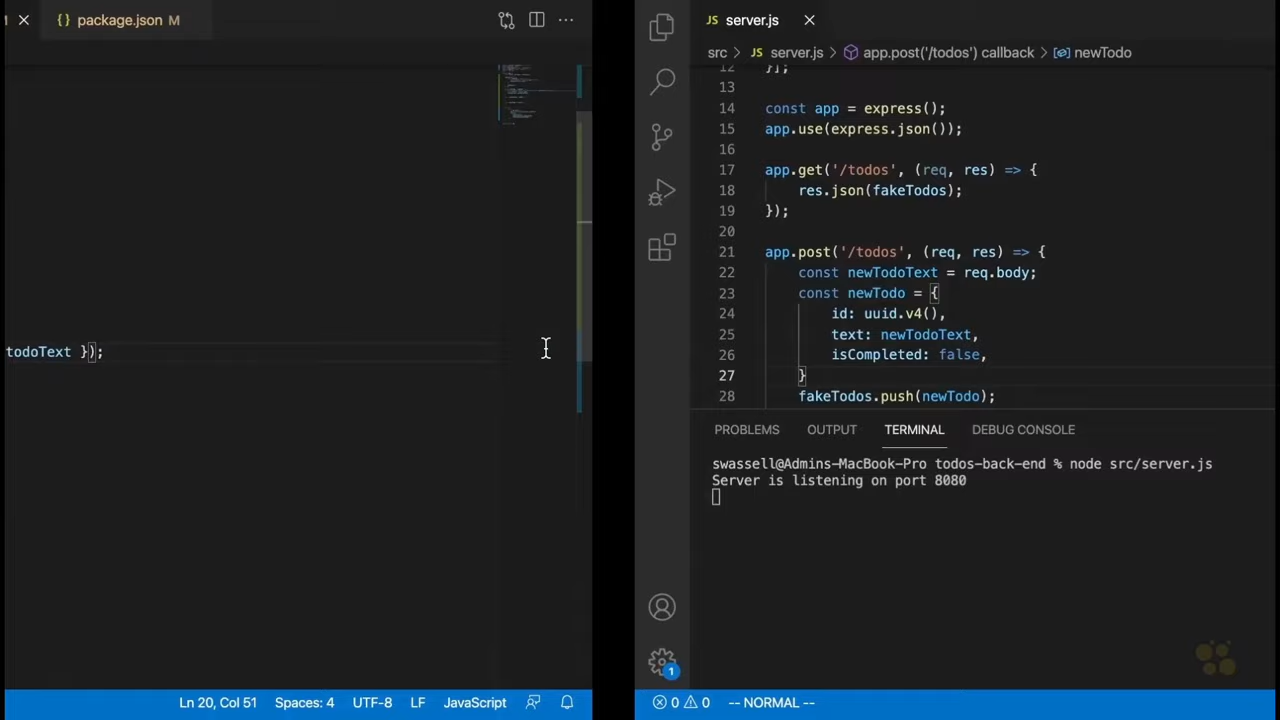 package.json M
todoText });
Ln 20, Col 51 Spaces: 4 UTF-8 LF JavaScript
JS server.js
src > JS server.js > app.post('/todos') callback > newTodo
12 }];
13
14 const app = express();
15 app.use(express.json());
16
17 app.get('/todos', (req, res) => {
18 res.json(fakeTodos);
19 });
20
21 app.post('/todos', (req, res) => {
22 const newTodoText = req.body;
23 const newTodo = {
24 id: uuid.v4(),
25 text: newTodoText,
26 isCompleted: false,
27 }
28 fakeTodos.push(newTodo);
PROBLEMS OUTPUT TERMINAL DEBUG CONSOLE
swassell@Admins-MacBook-Pro todos-back-end % node src/server.js
Server is listening on port 8080
1
0 0 -- NORMAL --